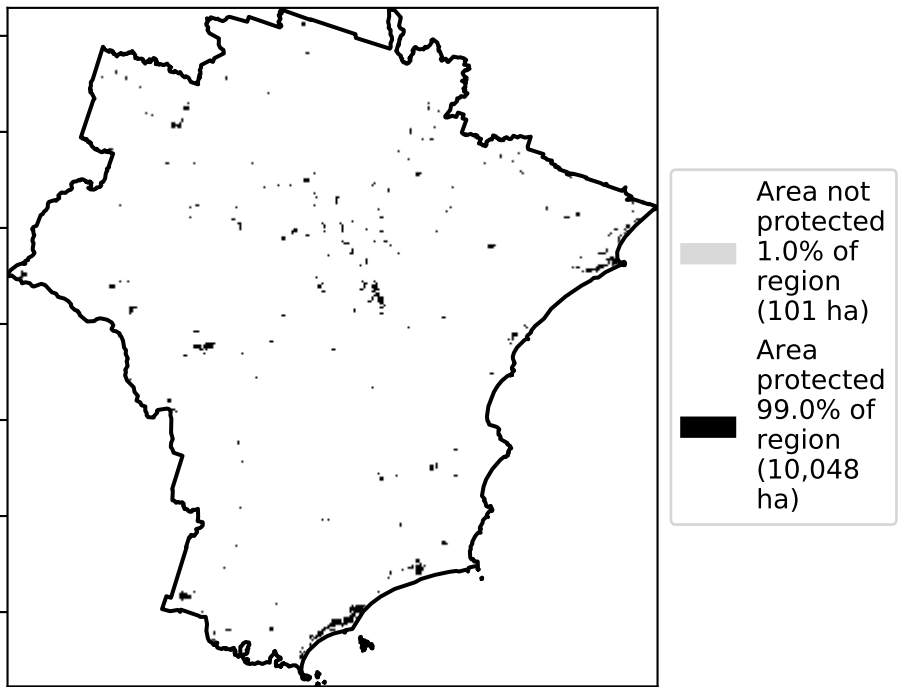 Area not
protected
1.0% of
region
(101 ha)
Area
protected
99.0% of
region
(10,048
ha)